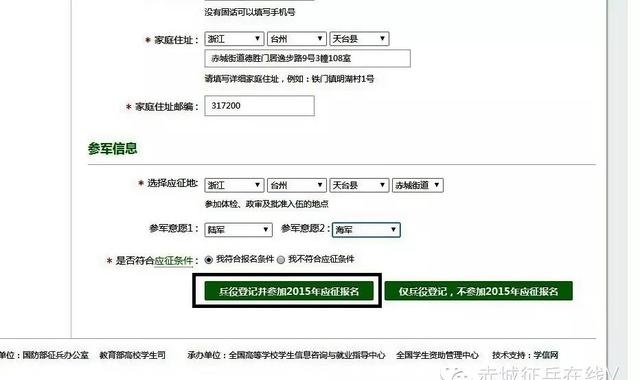 没有固话可以填写手机号
* 家庭住址： 浙江 台州 天台县
赤城街道德胜门居逸步路9号3幢108室
请填写详细家庭住址，例如：铁门镇明湖村1号
* 家庭住址邮编： 317200
参军信息
* 选择应征地： 浙江 台州 天台县 赤城街道
参加体检、政审及批准入伍的地点
参军意愿1： 陆军 参军意愿2： 海军
* 是否符合应征条件： 我符合报名条件 我不符合应征条件
兵役登记并参加2015年应征报名 仅兵役登记，不参加2015年应征报名
单位：国防部征兵办公室 教育部高校学生司 承办单位：全国高等学校学生信息咨询与就业指导中心 全国学生资助管理中心 技术支持：学信网
赤城征兵在线V